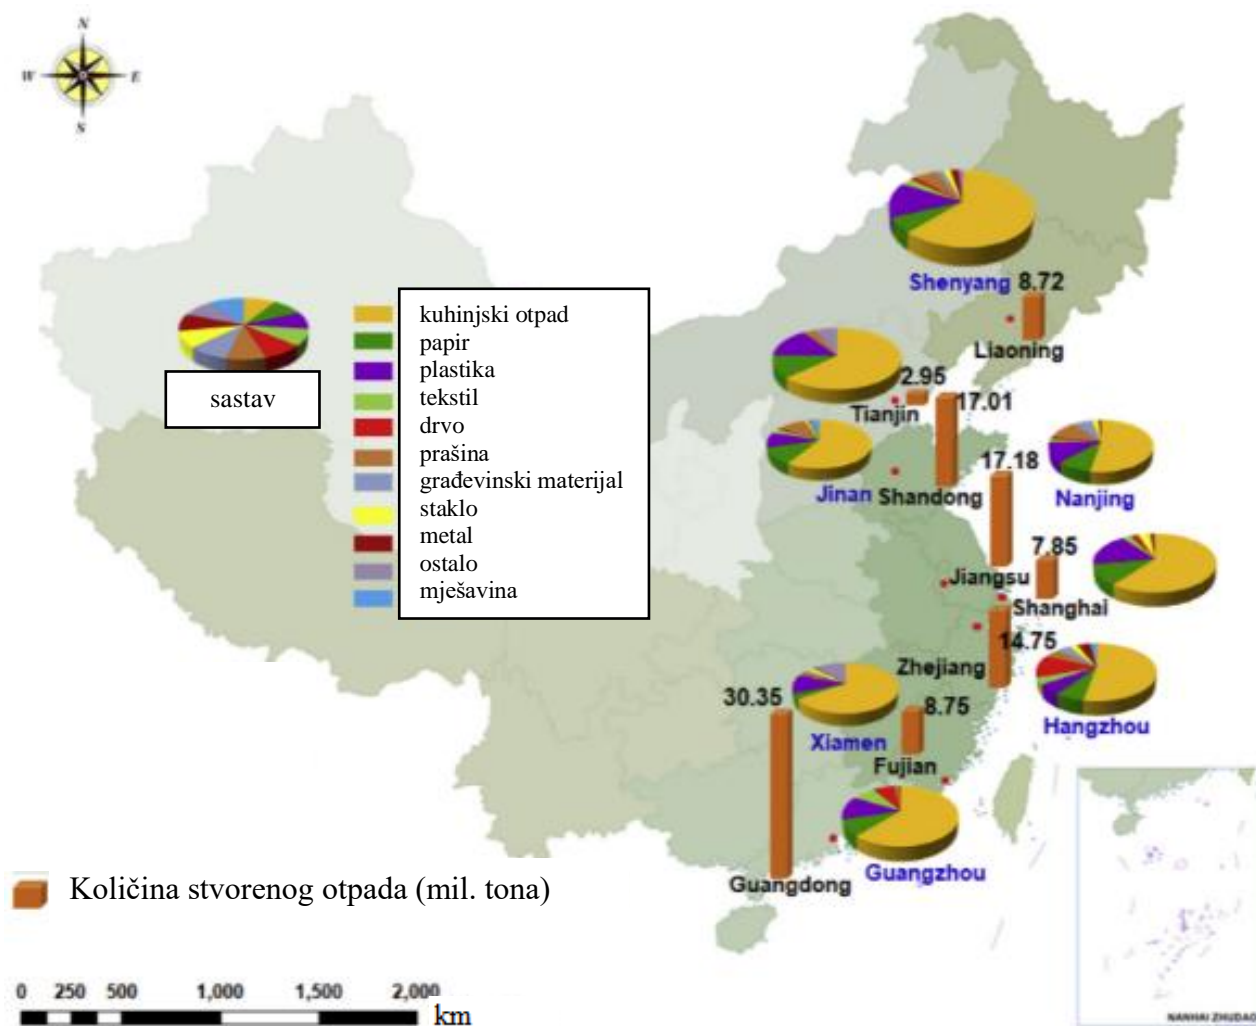 N
W
E
S
Shenyang
8.72
Liaoning
2.95
Tianjin
17.01
Jinan
Shandong
17.18
Nanjing
7.85
Jiangsu
Shanghai
14.75
Zhejiang
Hangzhou
30.35
8.75
Xiamen
Fujian
Guangdong
Guangzhou
sastav
kuhinjski otpad
papir
plastika
tekstil
drvo
prašina
građevinski materijal
staklo
metal
ostalo
mješavina
Količina stvorenog otpada (mil. tona)
0 250 500 1,000 1,500 2,000
km
NANHAI ZHUDAO